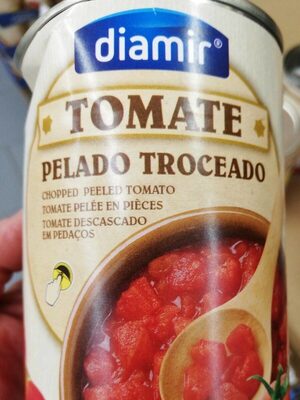 diamir®
TOMATE
PELADO TROCEADO
CHOPPED PEELED TOMATO
TOMATE PELÉE EN PIÈCES
TOMATE DESCASCADO
EM PEDAÇOS